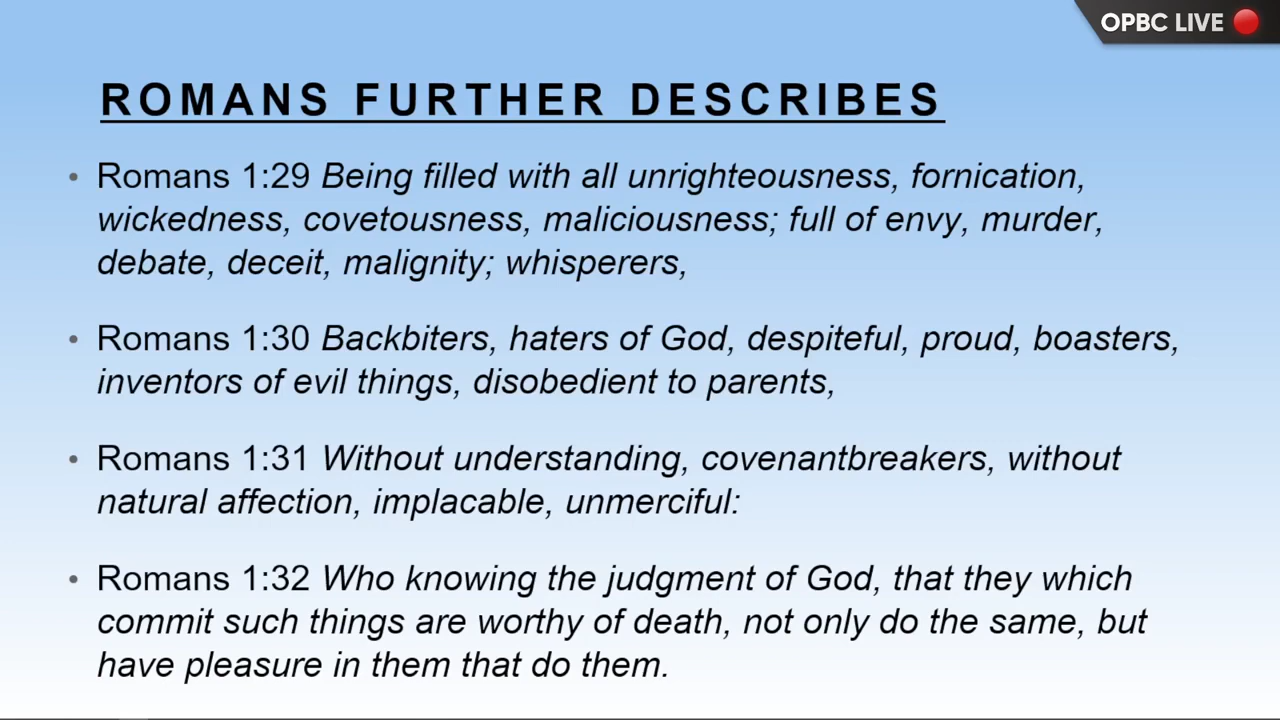 OPBC LIVE
ROMANS FURTHER DESCRIBES
• Romans 1:29 Being filled with all unrighteousness, fornication,
wickedness, covetousness, maliciousness; full of envy, murder,
debate, deceit, malignity; whisperers,
• Romans 1:30 Backbiters, haters of God, despiteful, proud, boasters,
inventors of evil things, disobedient to parents,
• Romans 1:31 Without understanding, covenantbreakers, without
natural affection, implacable, unmerciful:
• Romans 1:32 Who knowing the judgment of God, that they which
commit such things are worthy of death, not only do the same, but
have pleasure in them that do them.